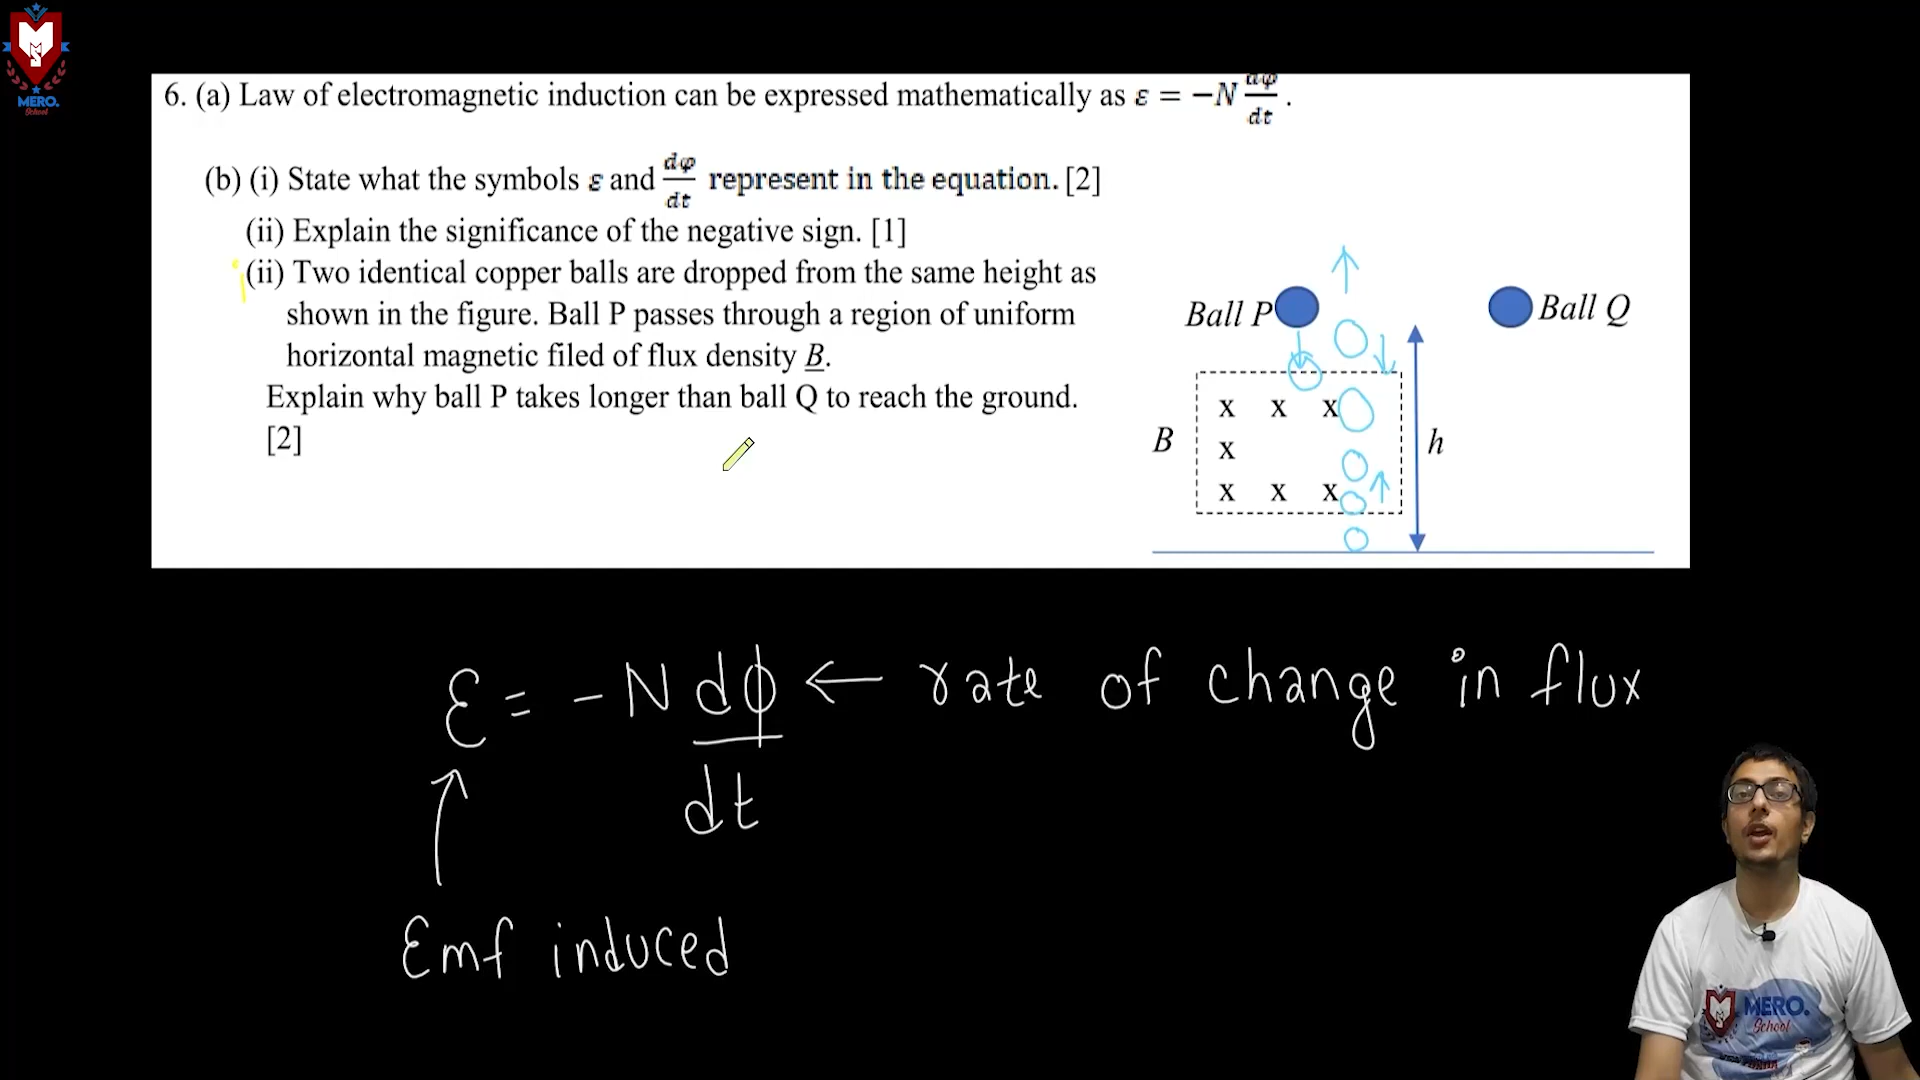 MERO.
School
6. (a) Law of electromagnetic induction can be expressed mathematically as ε = −N dφ/dt .
(b) (i) State what the symbols ε and dφ/dt represent in the equation. [2]
(ii) Explain the significance of the negative sign. [1]
i(ii) Two identical copper balls are dropped from the same height as
shown in the figure. Ball P passes through a region of uniform
horizontal magnetic filed of flux density B.
Explain why ball P takes longer than ball Q to reach the ground.
[2]
Ball P
Ball Q
x x x
B x h
x x x
ε = −N dφ/dt ← rate of change in flux
Emf induced
MERO.
School